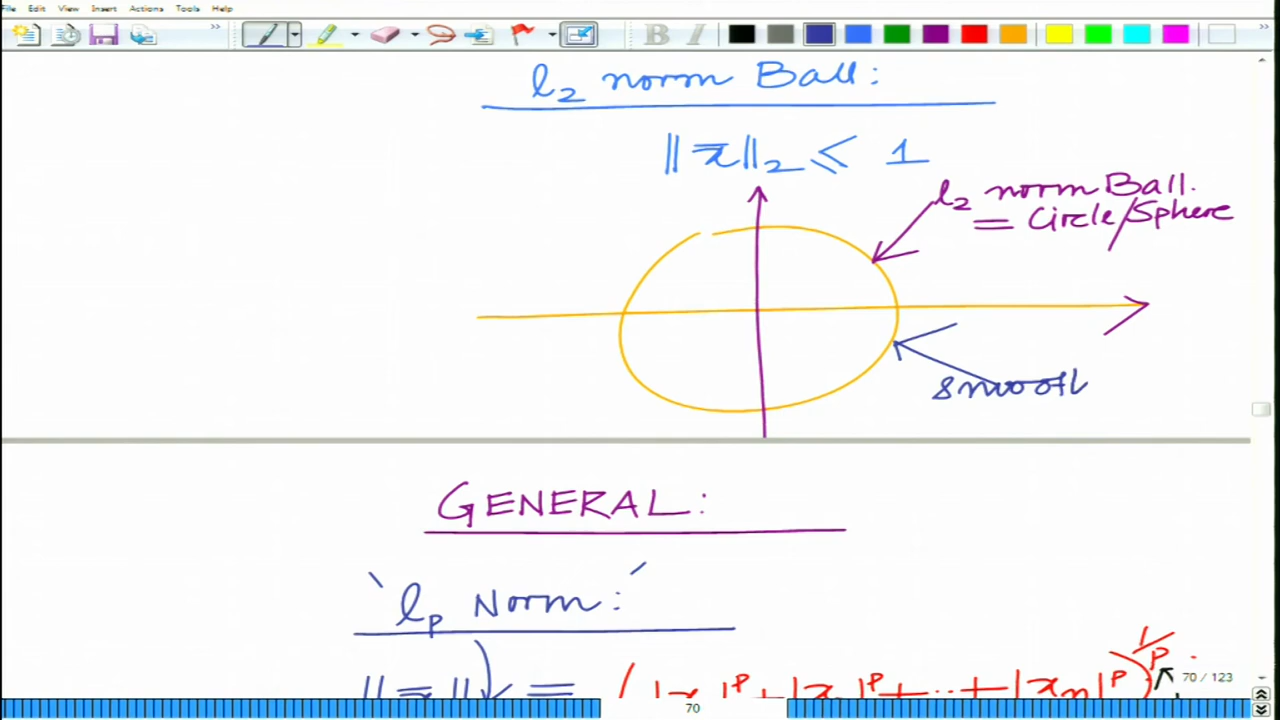 File Edit View Insert Actions Tools Help
B I
l2 norm Ball:
||x̄||2 ≤ 1
l2 norm Ball.
= Circle/Sphere
smooth
GENERAL:
'lp Norm:'
70 / 123
70